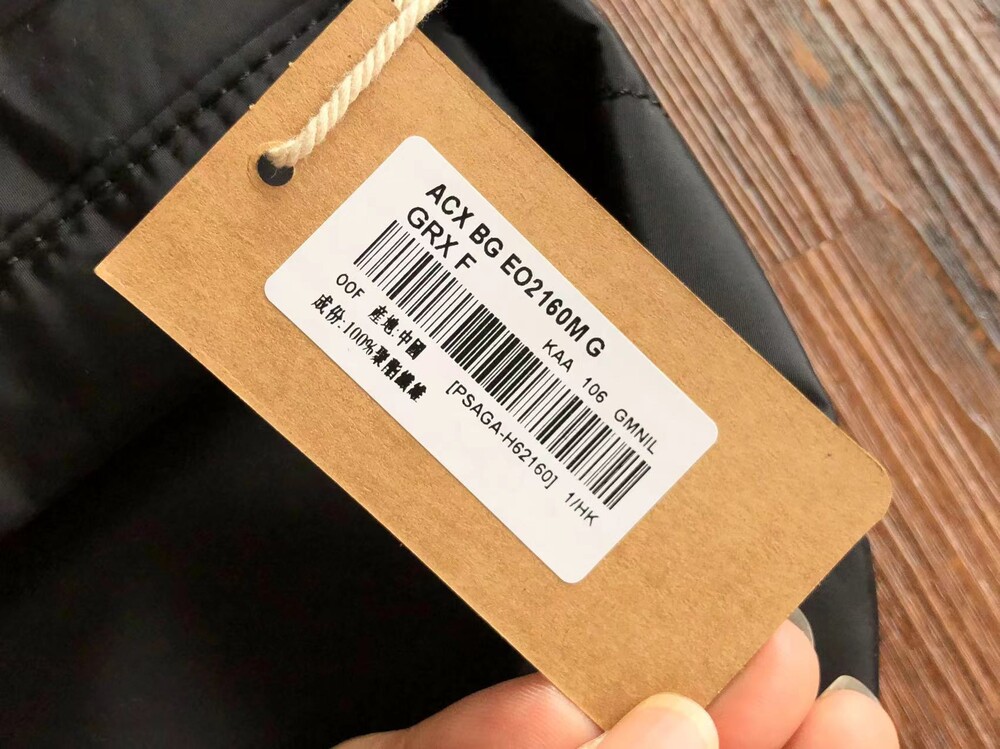 ACX BG EO2160M G
GRX F
KAA 106 GMNIL
OOF 產地:中國 [PSAGA-H62160] 1/HK
成份:100%聚酯纖維